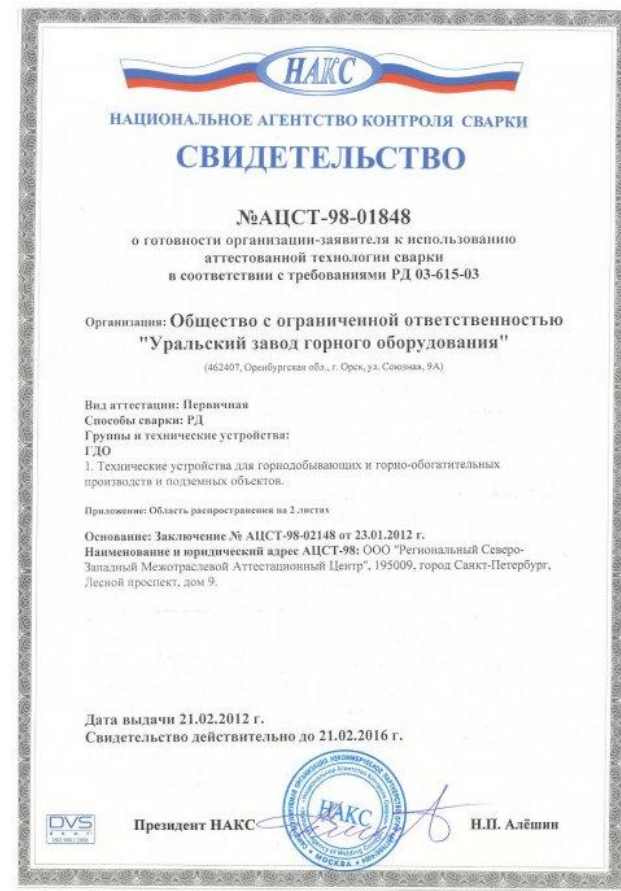 НАКС
НАЦИОНАЛЬНОЕ АГЕНТСТВО КОНТРОЛЯ СВАРКИ
СВИДЕТЕЛЬСТВО
№АЦСТ-98-01848
о готовности организации-заявителя к использованию
аттестованной технологии сварки
в соответствии с требованиями РД 03-615-03
Организация: Общество с ограниченной ответственностью
"Уральский завод горного оборудования"
(462407, Оренбургская обл., г. Орск, ул. Союзная, 9А)
Вид аттестации: Первичная
Способы сварки: РД
Группы и технические устройства:
ГДО
1. Технические устройства для горнодобывающих и горно-обогатительных
производств и подземных объектов.
Приложение: Область распространения на 2 листах
Основание: Заключение № АЦСТ-98-02148 от 23.01.2012 г.
Наименование и юридический адрес АЦСТ-98: ООО "Региональный Северо-
Западный Межотраслевой Аттестационный Центр", 195009, город Санкт-Петербург,
Лесной проспект, дом 9.
Дата выдачи 21.02.2012 г.
Свидетельство действительно до 21.02.2016 г.
DVS
Президент НАКС
НАКС
МОСКВА
Н.П. Алёшин